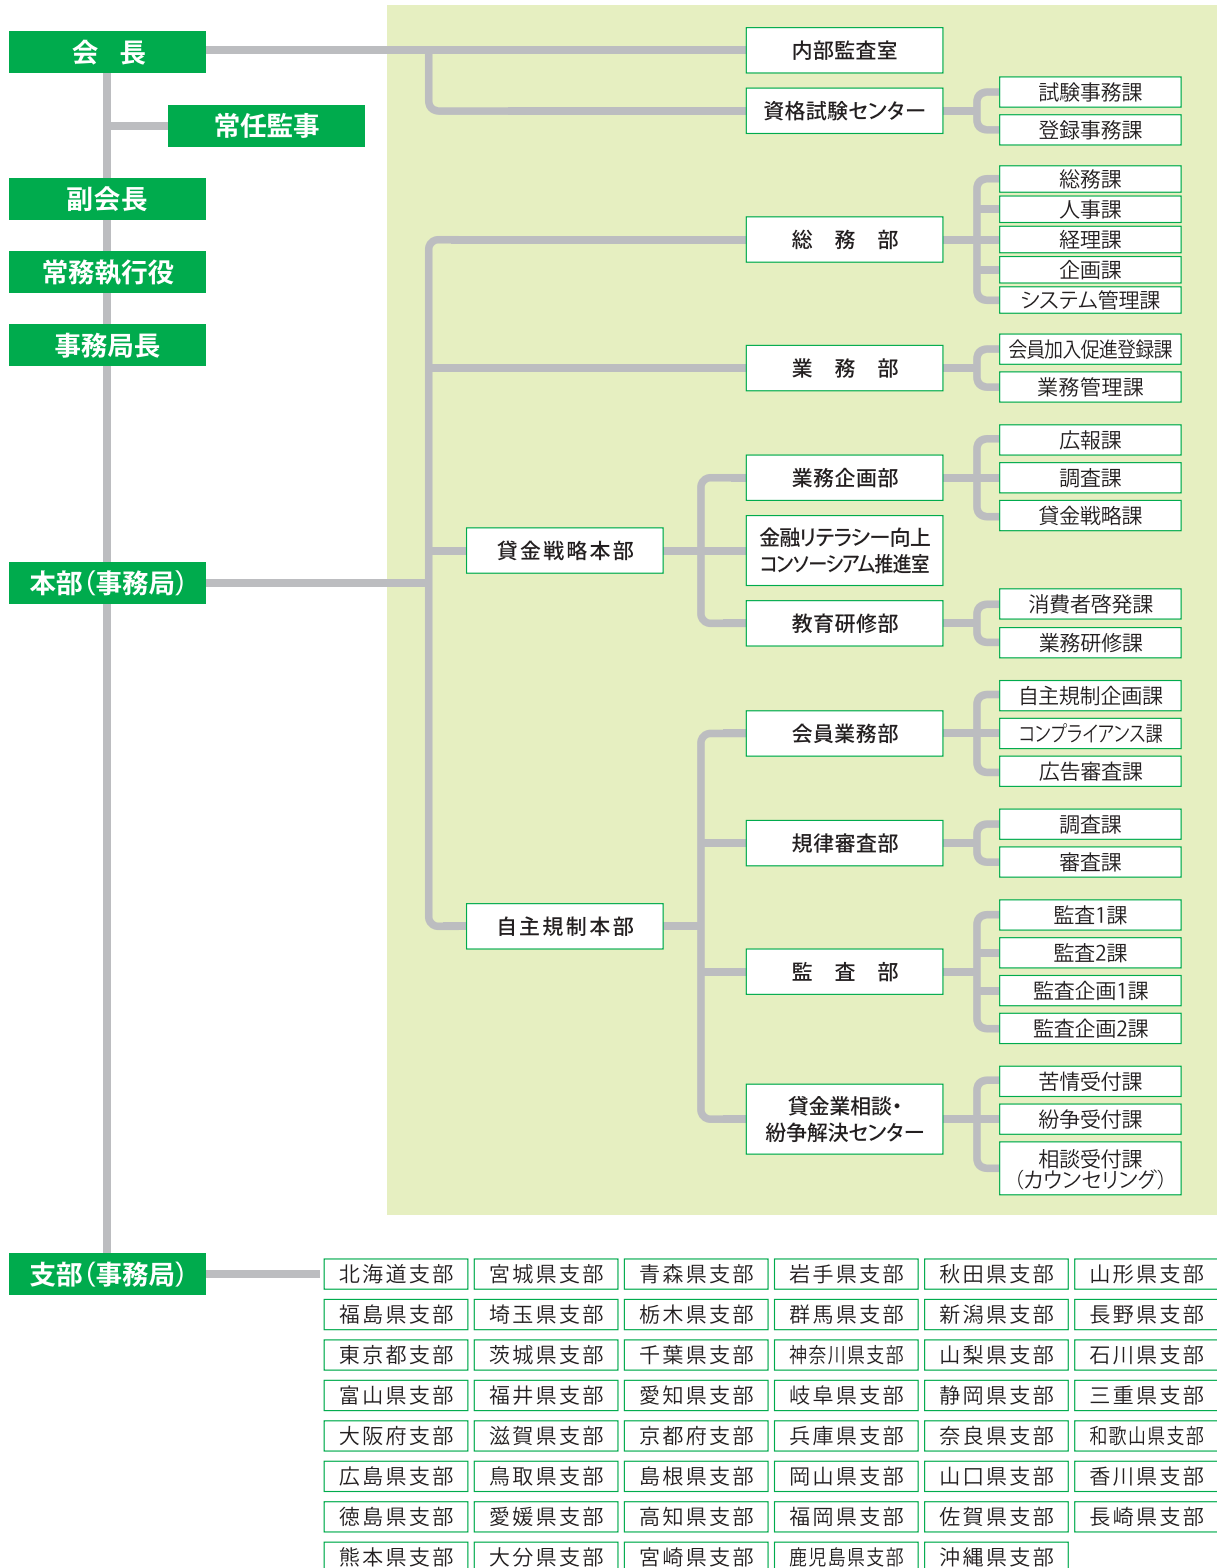 会　長
常任監事
副会長
常務執行役
事務局長
本部（事務局）
内部監査室
資格試験センター
試験事務課
登録事務課
総　務　部
総務課
人事課
経理課
企画課
システム管理課
業　務　部
会員加入促進登録課
業務管理課
貸金戦略本部
業務企画部
広報課
調査課
貸金戦略課
金融リテラシー向上
コンソーシアム推進室
教育研修部
消費者啓発課
業務研修課
自主規制本部
会員業務部
自主規制企画課
コンプライアンス課
広告審査課
規律審査部
調査課
審査課
監　査　部
監査1課
監査2課
監査企画1課
監査企画2課
貸金業相談・
紛争解決センター
苦情受付課
紛争受付課
相談受付課
（カウンセリング）
支部（事務局）
北海道支部 宮城県支部 青森県支部 岩手県支部 秋田県支部 山形県支部
福島県支部 埼玉県支部 栃木県支部 群馬県支部 新潟県支部 長野県支部
東京都支部 茨城県支部 千葉県支部 神奈川県支部 山梨県支部 石川県支部
富山県支部 福井県支部 愛知県支部 岐阜県支部 静岡県支部 三重県支部
大阪府支部 滋賀県支部 京都府支部 兵庫県支部 奈良県支部 和歌山県支部
広島県支部 鳥取県支部 島根県支部 岡山県支部 山口県支部 香川県支部
徳島県支部 愛媛県支部 高知県支部 福岡県支部 佐賀県支部 長崎県支部
熊本県支部 大分県支部 宮崎県支部 鹿児島県支部 沖縄県支部